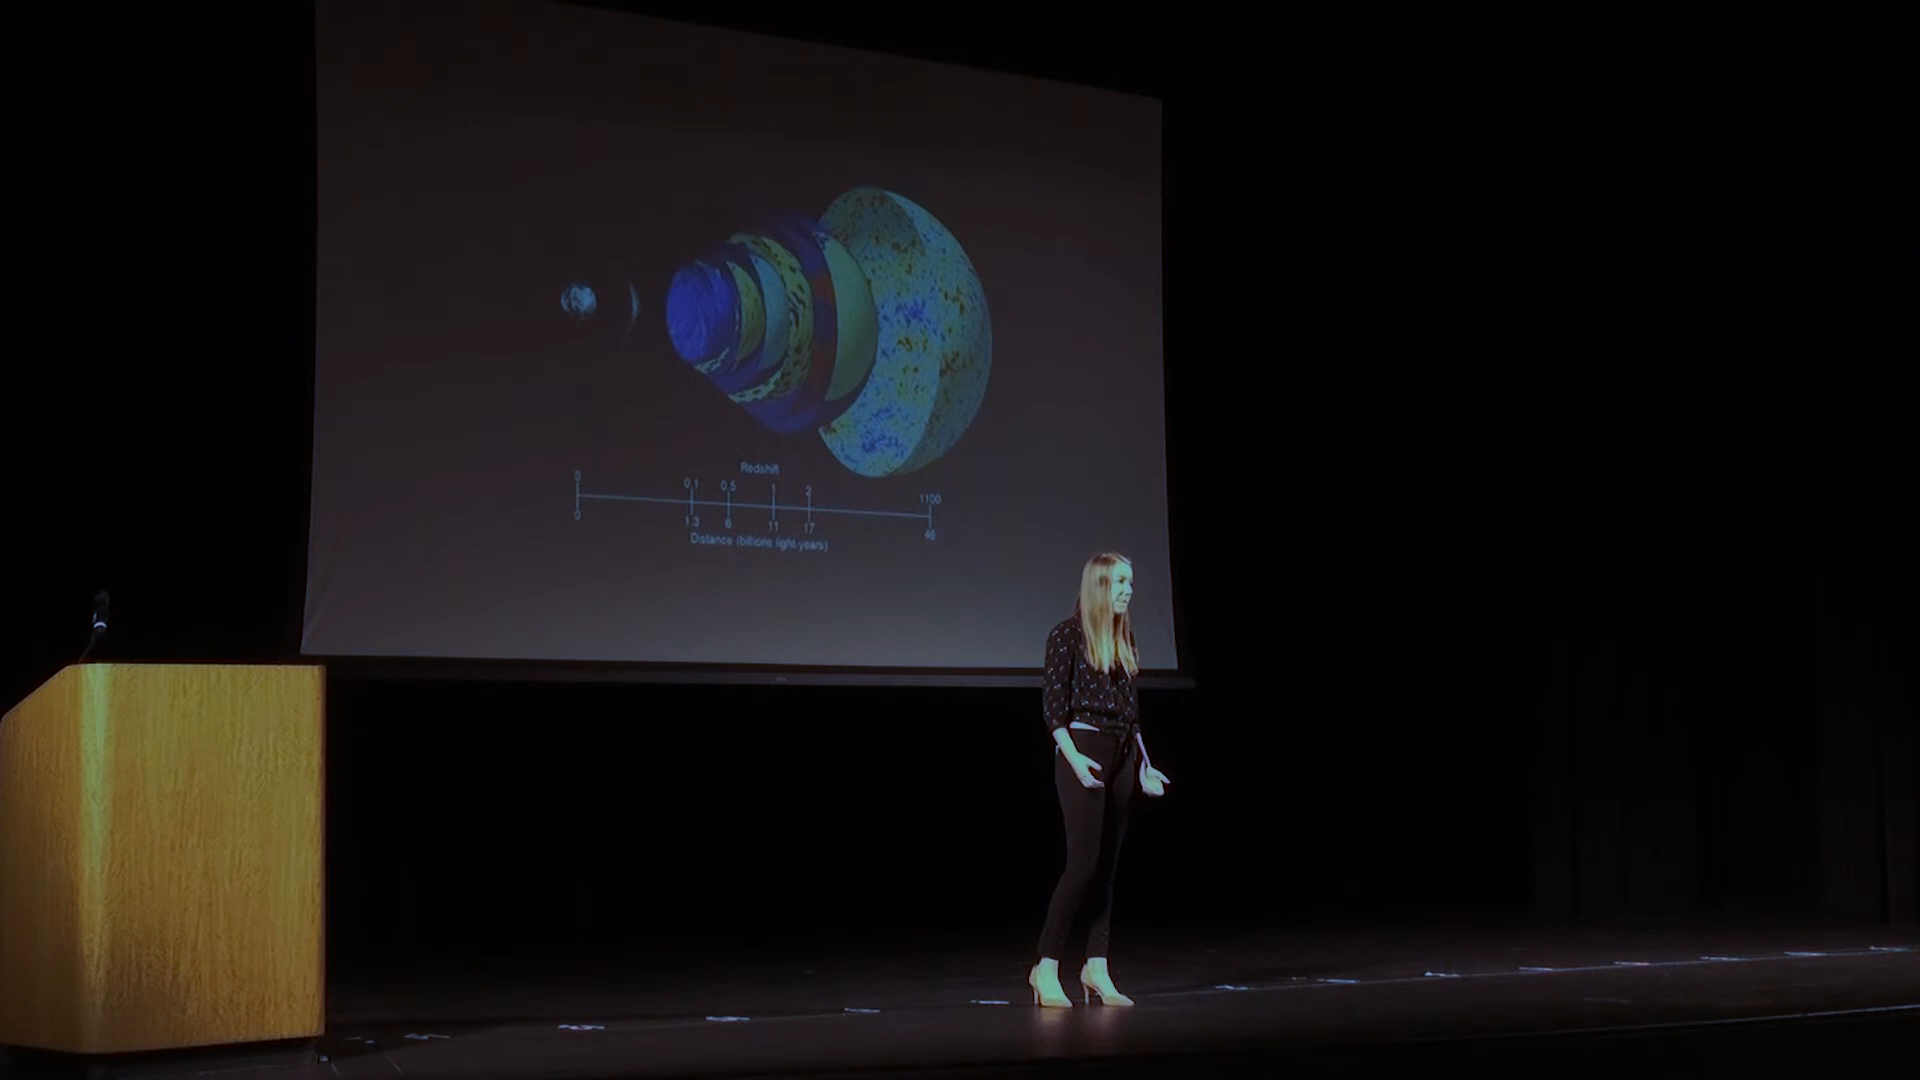 Redshift
0 0.1 0.5 1 2 1100
0 1.3 6 11 17 46
Distance (billions light-years)